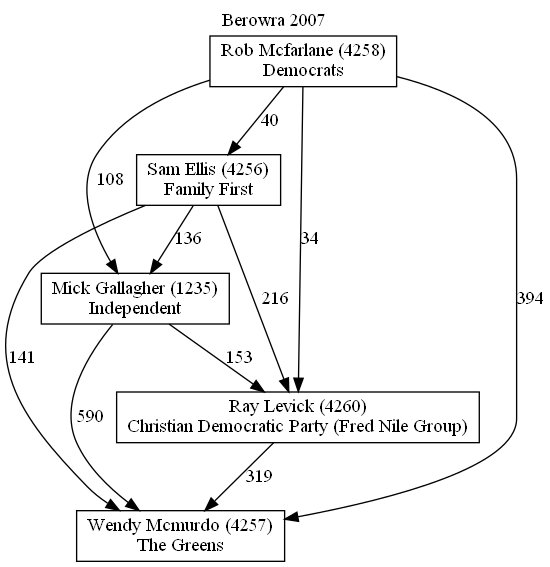 Berowra 2007
Rob Mcfarlane (4258)
Democrats
40
Sam Ellis (4256)
Family First
108
136
216
34
394
Mick Gallagher (1235)
Independent
141
153
590
Ray Levick (4260)
Christian Democratic Party (Fred Nile Group)
319
Wendy Mcmurdo (4257)
The Greens